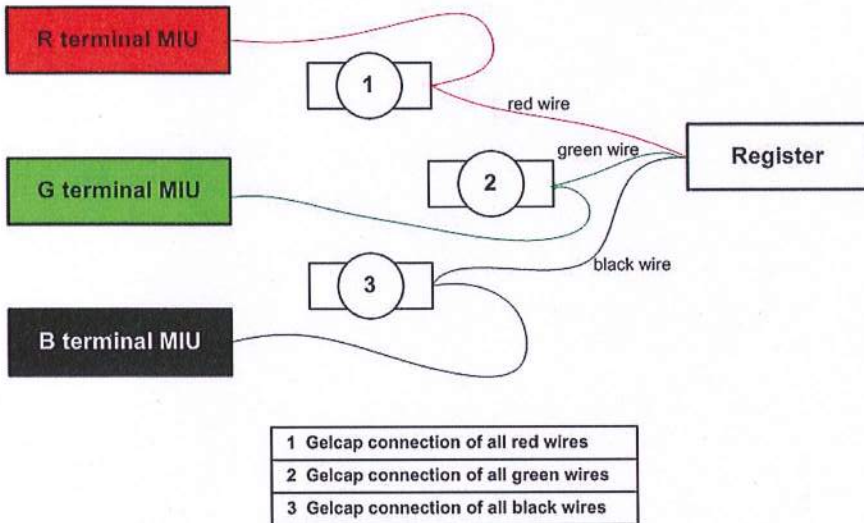 R terminal MIU
1
red wire
green wire
Register
G terminal MIU
2
black wire
3
B terminal MIU
1 Gelcap connection of all red wires
2 Gelcap connection of all green wires
3 Gelcap connection of all black wires